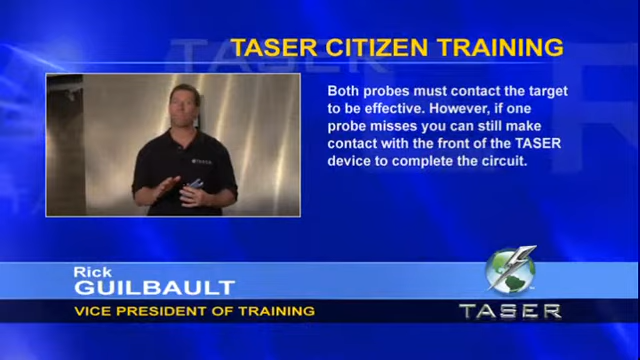 TASER CITIZEN TRAINING
Both probes must contact the target
to be effective. However, if one
probe misses you can still make
contact with the front of the TASER
device to complete the circuit.
Rick
GUILBAULT
VICE PRESIDENT OF TRAINING
TASER